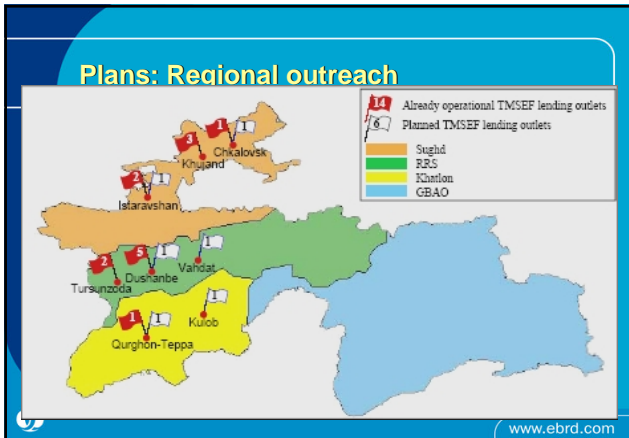 Plans: Regional outreach
14 Already operational TMSEF lending outlets
6 Planned TMSEF lending outlets
Sughd
RRS
Khatlon
GBAO
1 1
Chkalovsk
3
Khujand
2 1
Istaravshan
1
Vahdat
5 1
Dushanbe
2
Tursunzoda
1
Kulob
1 1
Qurghon-Teppa
www.ebrd.com